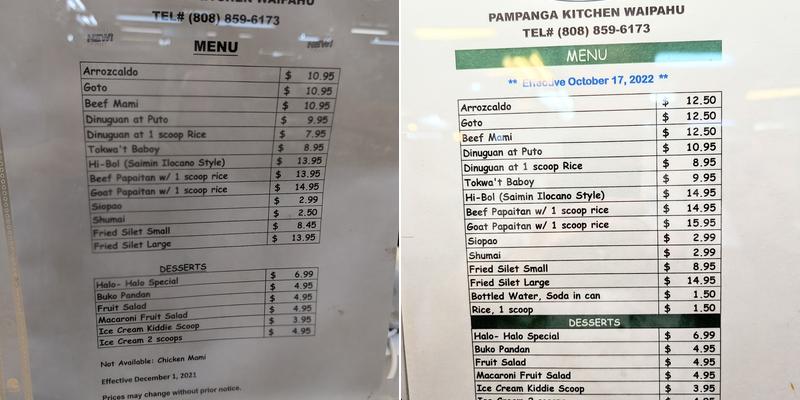 TEL# (808) 859-6173
NEW!
NEW!
MENU
Arrozcaldo $ 10.95
Goto $ 10.95
Beef Mami $ 10.95
Dinuguan at Puto $ 9.95
Dinuguan at 1 scoop Rice $ 7.95
Tokwa't Baboy $ 8.95
Hi-Bol (Saimin Ilocano Style) $ 13.95
Beef Papaitan w/ 1 scoop rice $ 13.95
Goat Papaitan w/ 1 scoop rice $ 14.95
Siopao $ 2.99
Shumai $ 2.50
Fried Silet Small $ 8.45
Fried Silet Large $ 13.95
DESSERTS
Halo- Halo Special $ 6.99
Buko Pandan $ 4.95
Fruit Salad $ 4.95
Macaroni Fruit Salad $ 4.95
Ice Cream Kiddie Scoop $ 3.95
Ice Cream 2 scoops $ 4.95
Not Available: Chicken Mami
Effective December 1, 2021
Prices may change without prior notice.
PAMPANGA KITCHEN WAIPAHU
TEL# (808) 859-6173
MENU
** Effective October 17, 2022 **
Arrozcaldo $ 12.50
Goto $ 12.50
Beef Mami $ 12.50
Dinuguan at Puto $ 10.95
Dinuguan at 1 scoop Rice $ 8.95
Tokwa't Baboy $ 9.95
Hi-Bol (Saimin Ilocano Style) $ 14.95
Beef Papaitan w/ 1 scoop rice $ 14.95
Goat Papaitan w/ 1 scoop rice $ 15.95
Siopao $ 2.99
Shumai $ 2.99
Fried Silet Small $ 8.95
Fried Silet Large $ 14.95
Bottled Water, Soda in can $ 1.50
Rice, 1 scoop $ 1.50
DESSERTS
Halo- Halo Special $ 6.99
Buko Pandan $ 4.95
Fruit Salad $ 4.95
Macaroni Fruit Salad $ 4.95
Ice Cream Kiddie Scoop $ 3.95